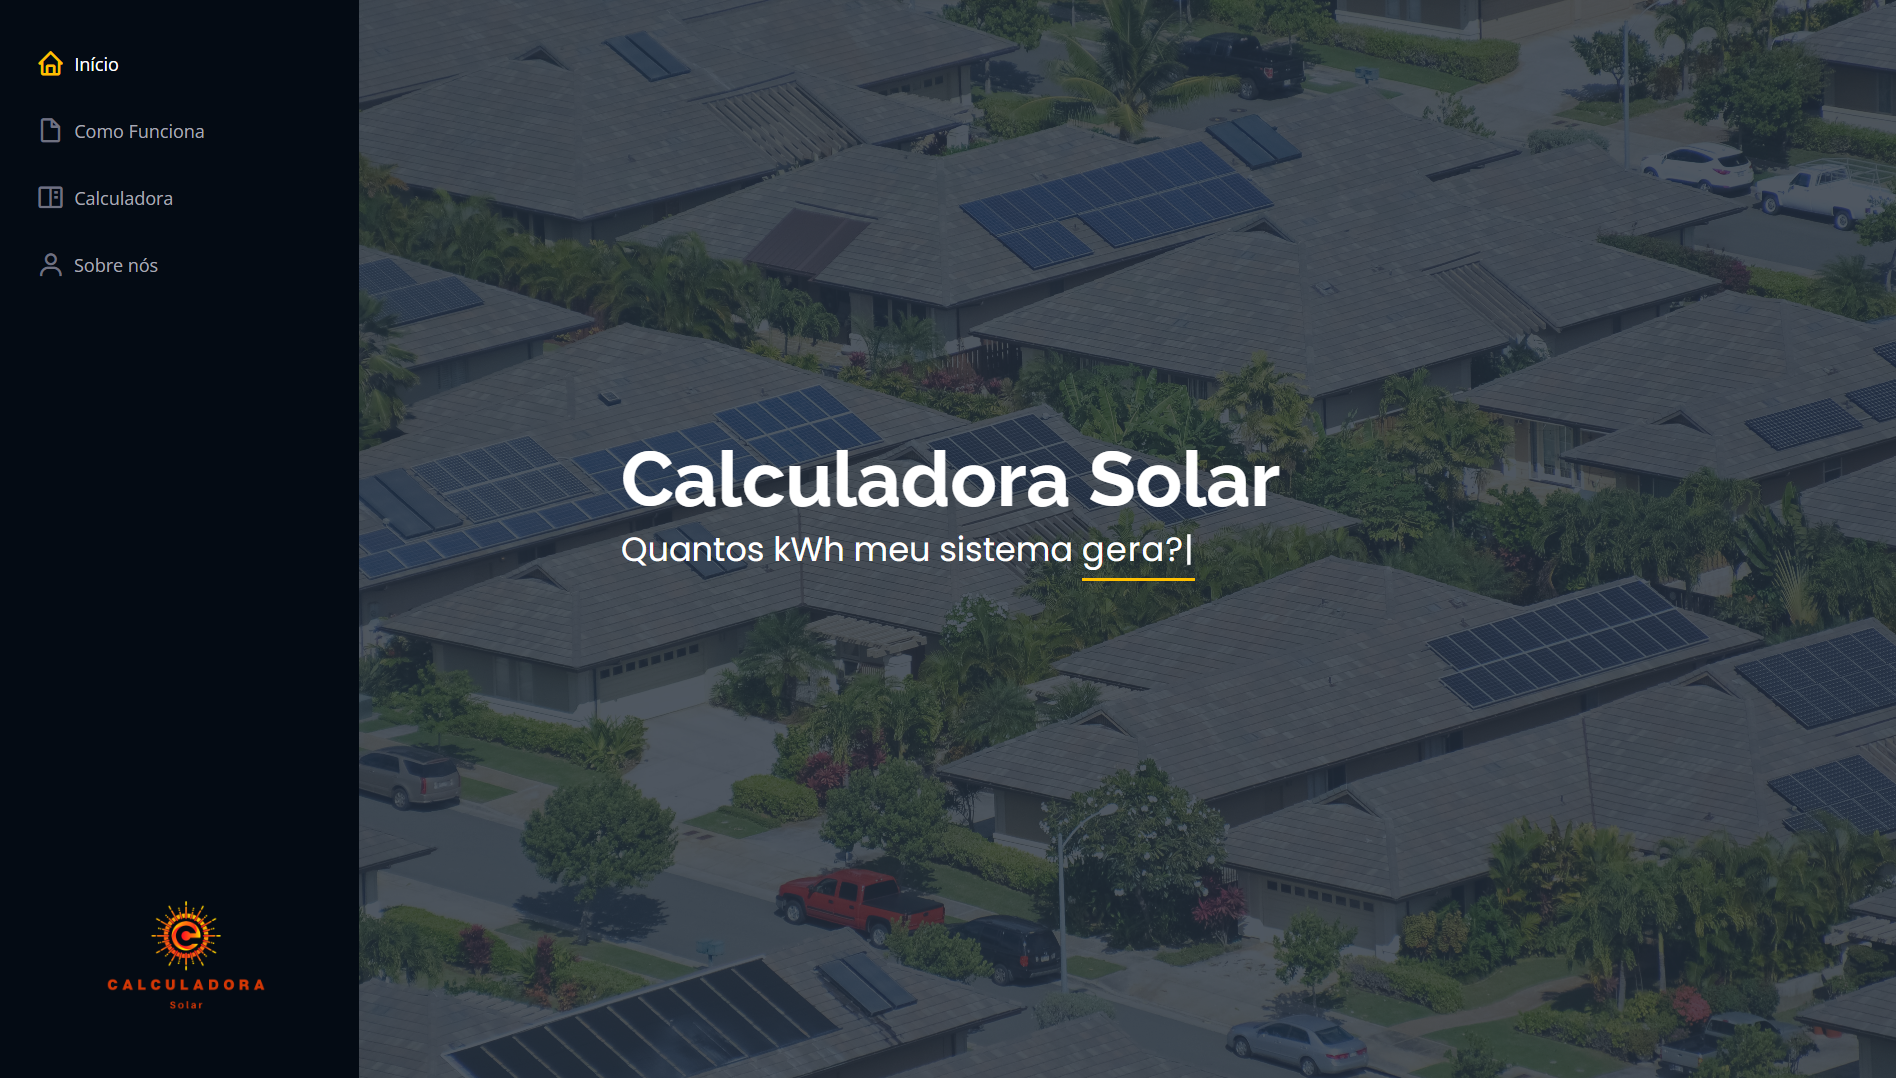 Início
Como Funciona
Calculadora
Sobre nós
Calculadora Solar
Quantos kWh meu sistema gera?|
CALCULADORA
Solar